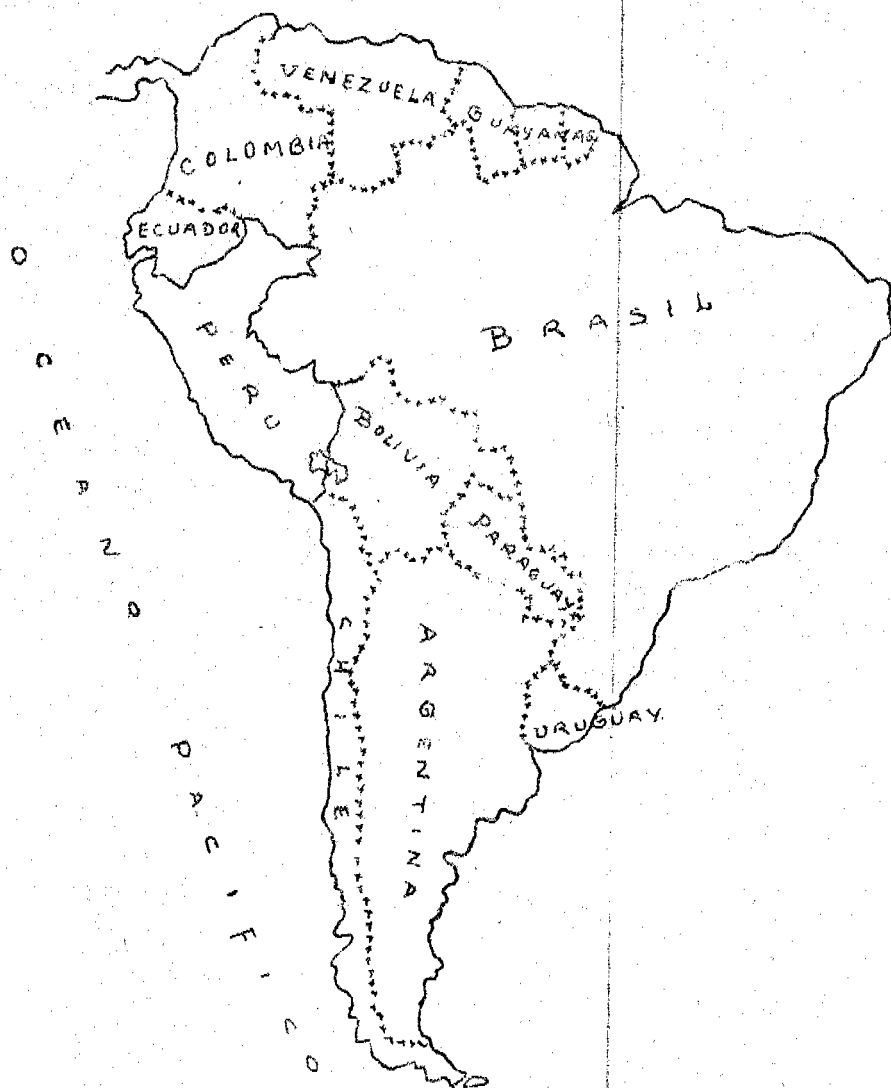 VENEZUELA
GUAYANAS
COLOMBIA
ECUADOR
BRASIL
PERU
BOLIVIA
PARAGUAY
CHILE
ARGENTINA
URUGUAY.
OCEANO
PACIFICO